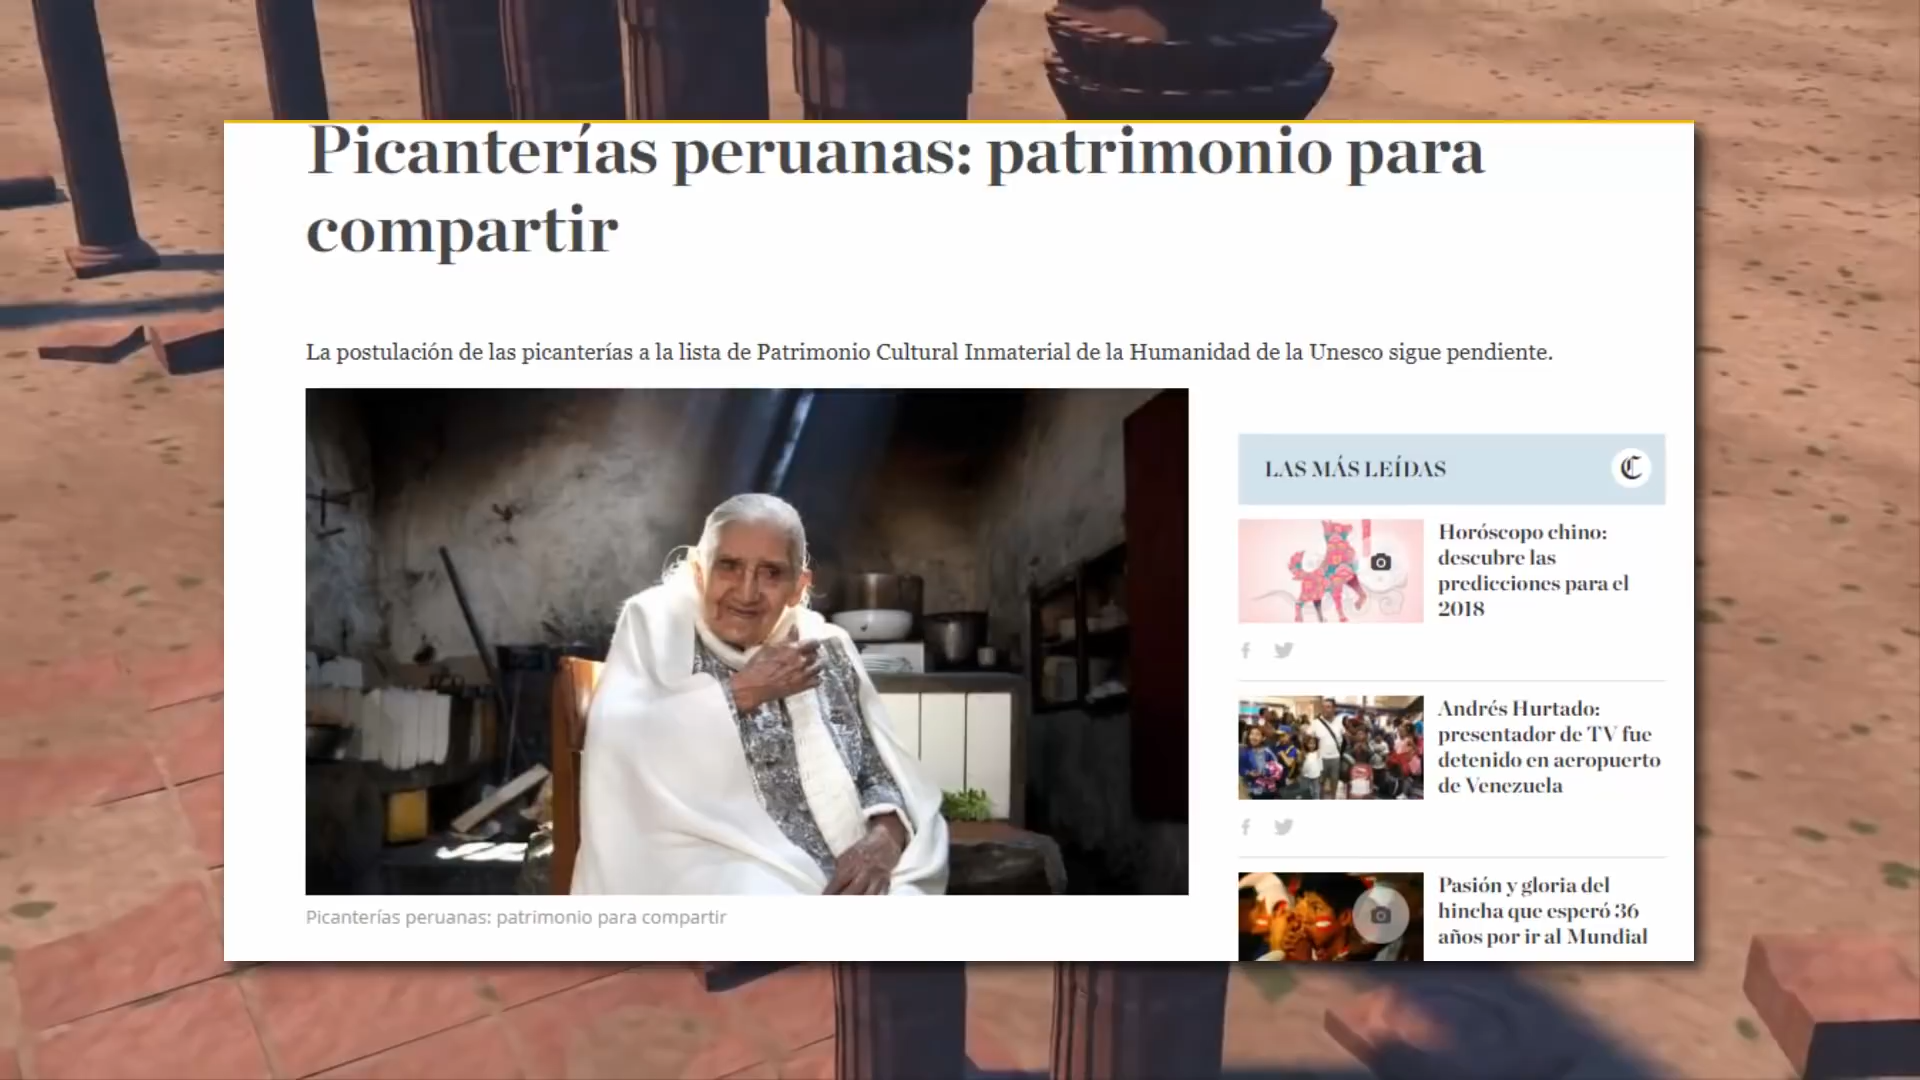 Picanterías peruanas: patrimonio para
compartir
La postulación de las picanterías a la lista de Patrimonio Cultural Inmaterial de la Humanidad de la Unesco sigue pendiente.
Picanterías peruanas: patrimonio para compartir
LAS MÁS LEÍDAS
Horóscopo chino:
descubre las
predicciones para el
2018
Andrés Hurtado:
presentador de TV fue
detenido en aeropuerto
de Venezuela
Pasión y gloria del
hincha que esperó 36
años por ir al Mundial